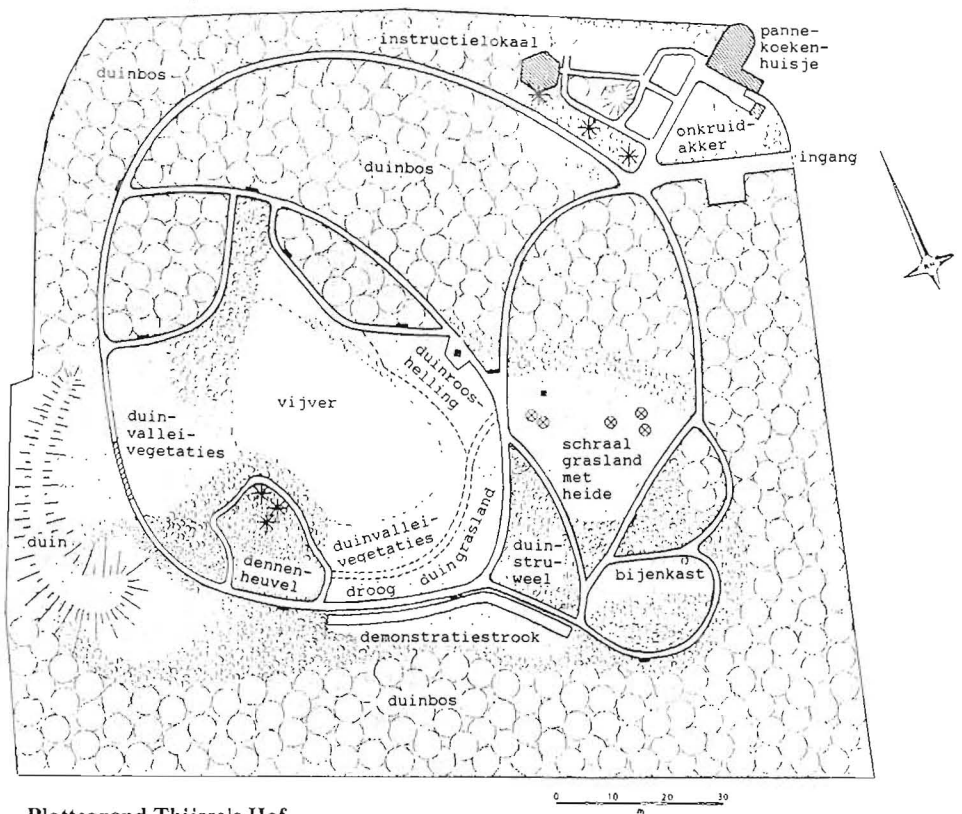 instructielokaal
panne-
koeken-
huisje
duinbos
onkruid-
akker
ingang
duinbos
duinroos-
helling
vijver
duin-
vallei-
vegetaties
schraal
grasland
met
heide
duin
duinvallei-
vegetaties
duingrasland
droog
duin-
stru-
weel
dennen-
heuvel
bijenkast
demonstratiestrook
duinbos
Plattegrond Thijsse's Hof
0 10 20 30
m